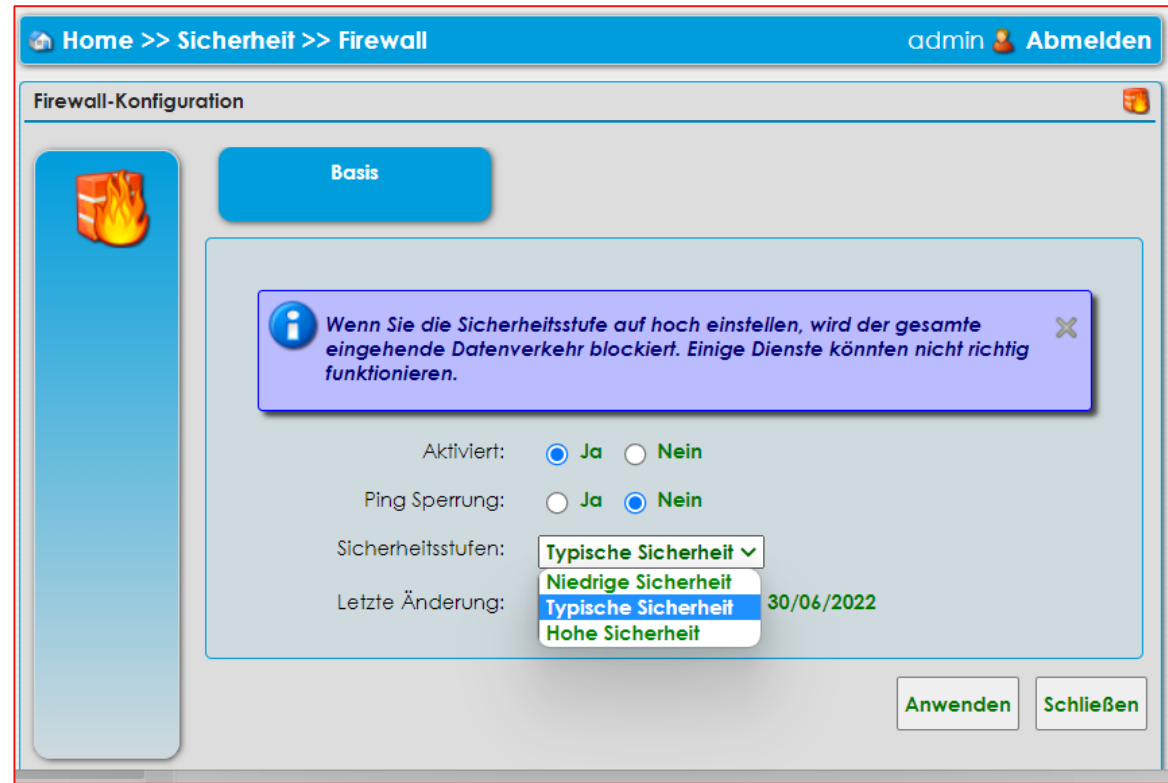 Home >> Sicherheit >> Firewall
admin Abmelden
Firewall-Konfiguration
Basis
Wenn Sie die Sicherheitsstufe auf hoch einstellen, wird der gesamte
eingehende Datenverkehr blockiert. Einige Dienste könnten nicht richtig
funktionieren.
Aktiviert: Ja Nein
Ping Sperrung: Ja Nein
Sicherheitsstufen: Typische Sicherheit
Niedrige Sicherheit
Letzte Änderung: Typische Sicherheit 30/06/2022
Hohe Sicherheit
Anwenden Schließen